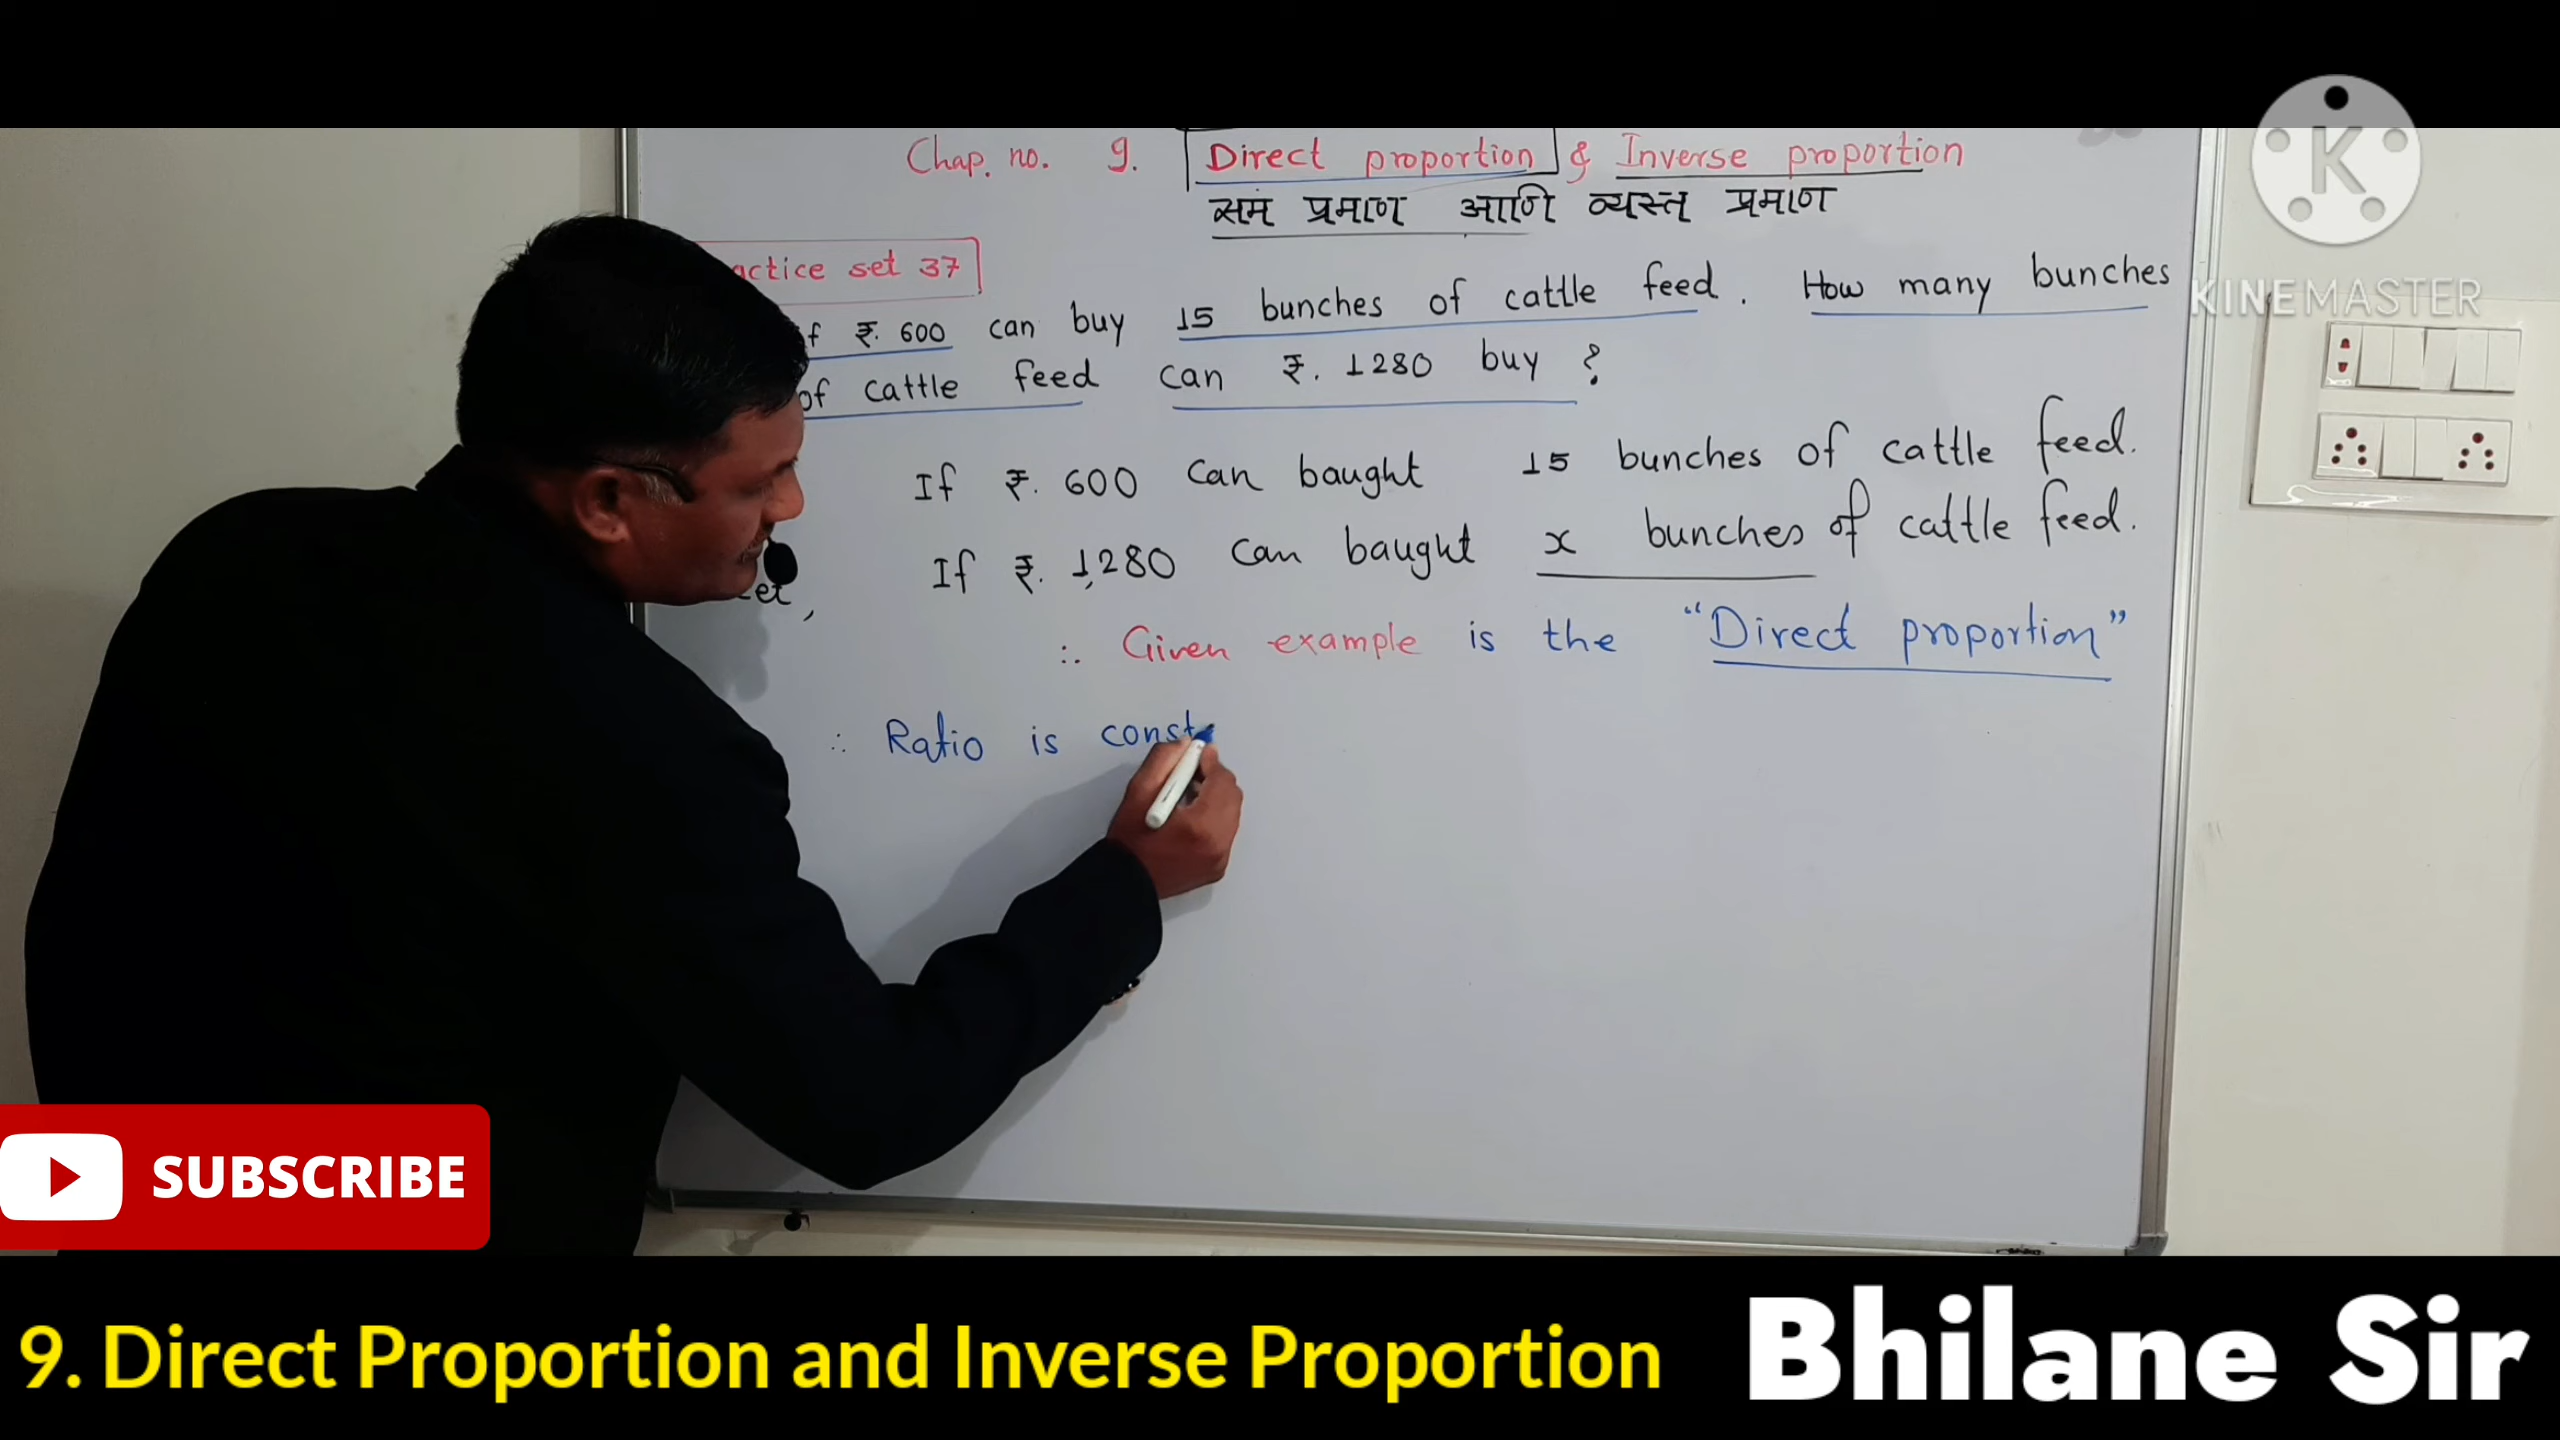 Chap. no. 9. Direct proportion & Inverse proportion
सम प्रमाण आणि व्यस्त प्रमाण
actice set 37
f ₹. 600 can buy 15 bunches of cattle feed. How many bunches
of cattle feed can ₹. 1280 buy ?
If ₹. 600 can baught 15 bunches of cattle feed.
If ₹. 1,280 can baught x bunches of cattle feed.
et,
∴ Given example is the "Direct proportion"
∴ Ratio is const
K
KINEMASTER
SUBSCRIBE
9. Direct Proportion and Inverse Proportion
Bhilane Sir